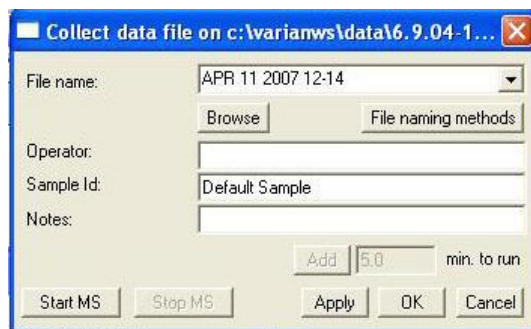 Collect data file on c:\varianws\data\6.9.04-1...
File name: APR 11 2007 12-14
Browse File naming methods
Operator:
Sample Id: Default Sample
Notes:
Add 5.0 min. to run
Start MS Stop MS Apply OK Cancel